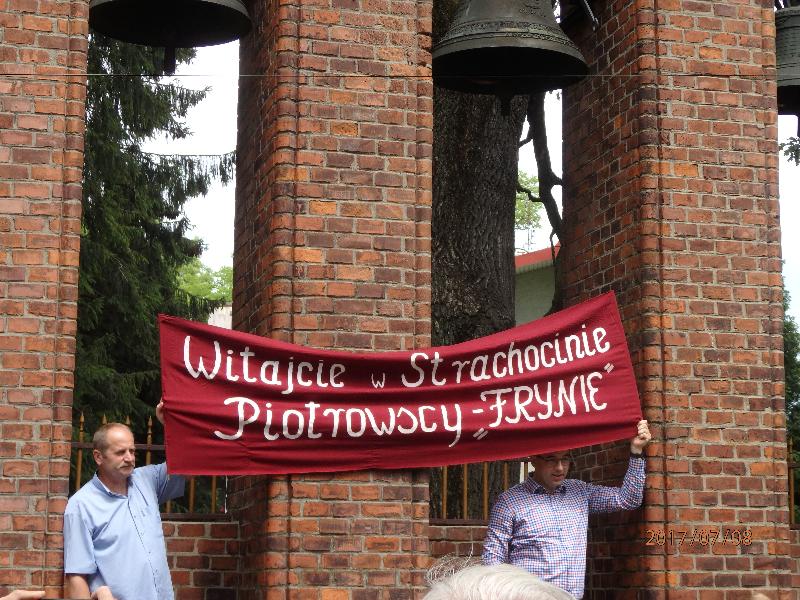 Witajcie w Strachocinie
Piotrowscy - „FRYNIE"
2017/07/08